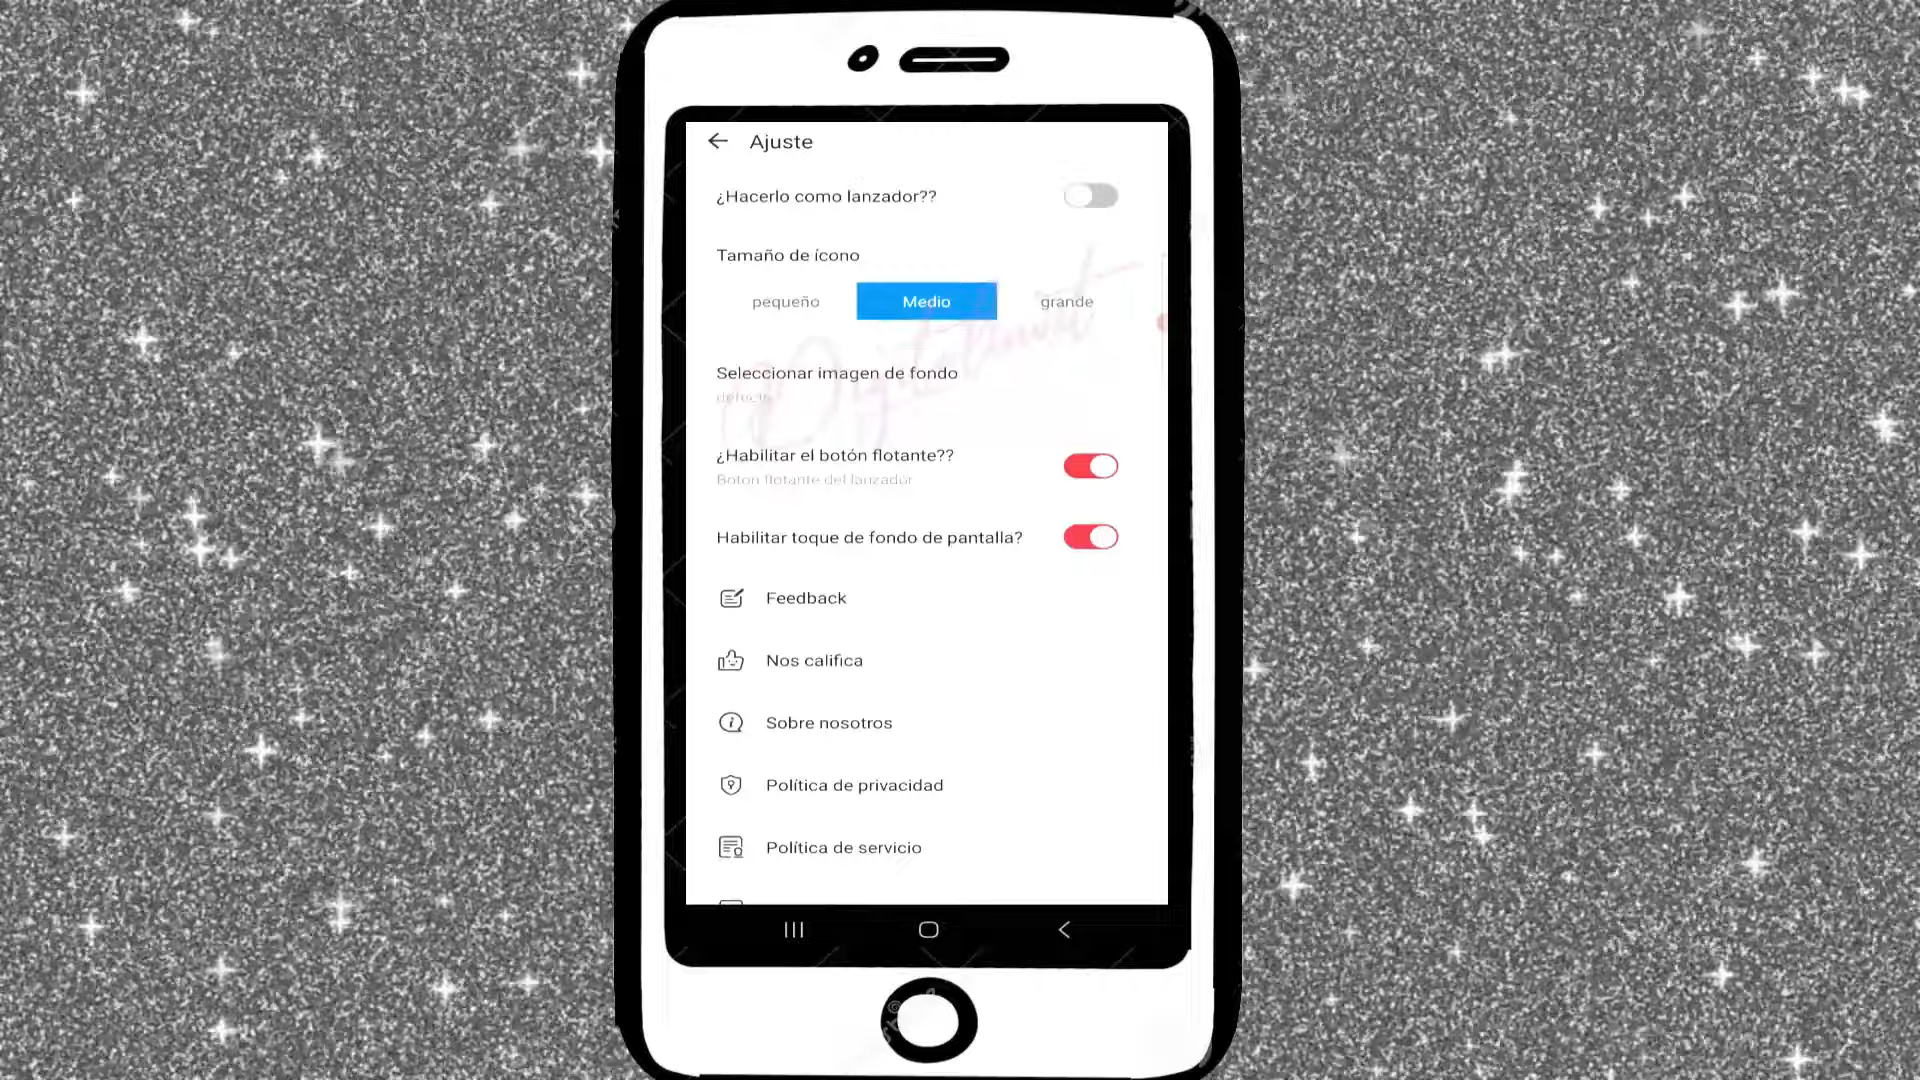 Ajuste
¿Hacerlo como lanzador??
Tamaño de ícono
pequeño Medio grande
Seleccionar imagen de fondo
defecto
¿Habilitar el botón flotante??
Botón flotante del lanzador
Habilitar toque de fondo de pantalla?
Feedback
Nos califica
Sobre nosotros
Política de privacidad
Política de servicio